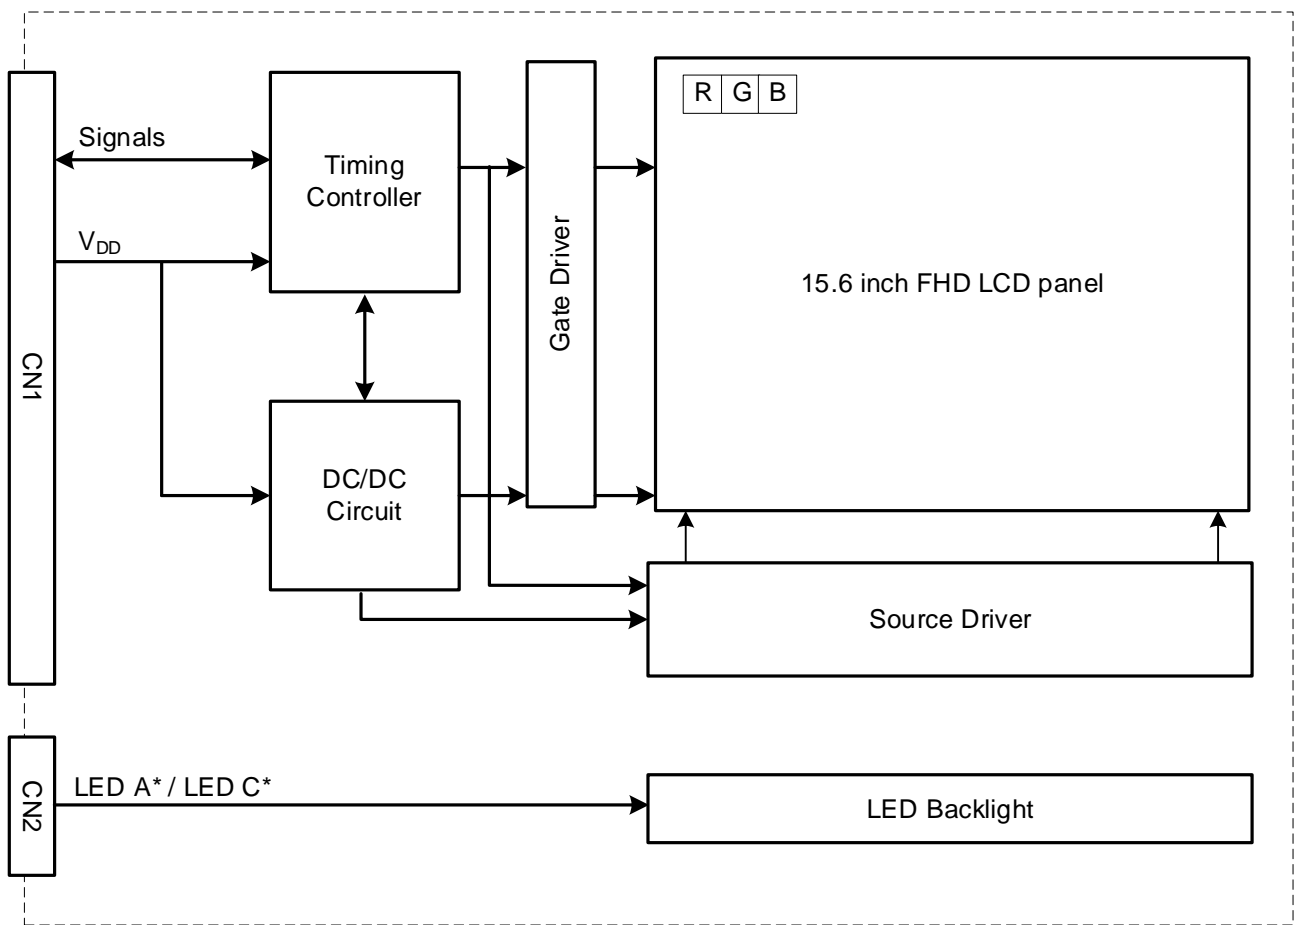 R G B
Signals
Timing
Controller
V_DD
Gate Driver
15.6 inch FHD LCD panel
CN1
DC/DC
Circuit
Source Driver
CN2
LED A* / LED C*
LED Backlight